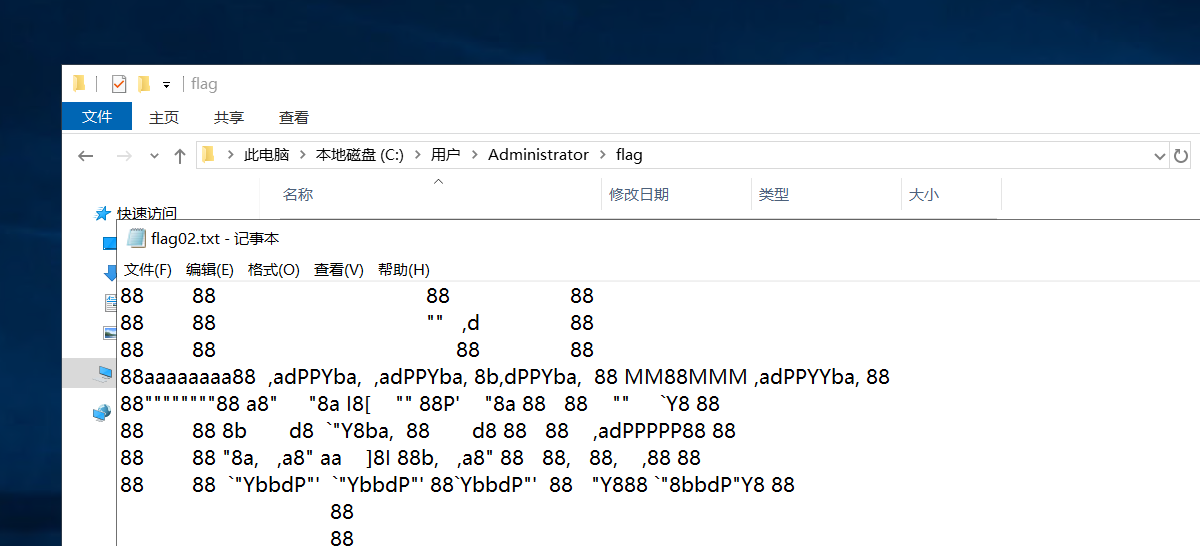 flag
文件 主页 共享 查看
此电脑 本地磁盘 (C:) 用户 Administrator flag
名称 修改日期 类型 大小
快速访问
flag02.txt - 记事本
文件(F) 编辑(E) 格式(O) 查看(V) 帮助(H)
88        88                                   88                    88
88        88                                   ""   ,d               88
88        88                                        88               88
88aaaaaaaa88  ,adPPYba,  ,adPPYba, 8b,dPPYba,  88 MM88MMM ,adPPYYba, 88
88""""""""88 a8"     "8a I8[    "" 88P'    "8a 88   88    ""     `Y8 88
88        88 8b       d8  `"Y8ba,  88       d8 88   88    ,adPPPPP88 88
88        88 "8a,   ,a8" aa    ]8I 88b,   ,a8" 88   88,   88,    ,88 88
88        88  `"YbbdP"'  `"YbbdP"' 88`YbbdP"'  88   "Y888 `"8bbdP"Y8 88
                                   88
                                   88